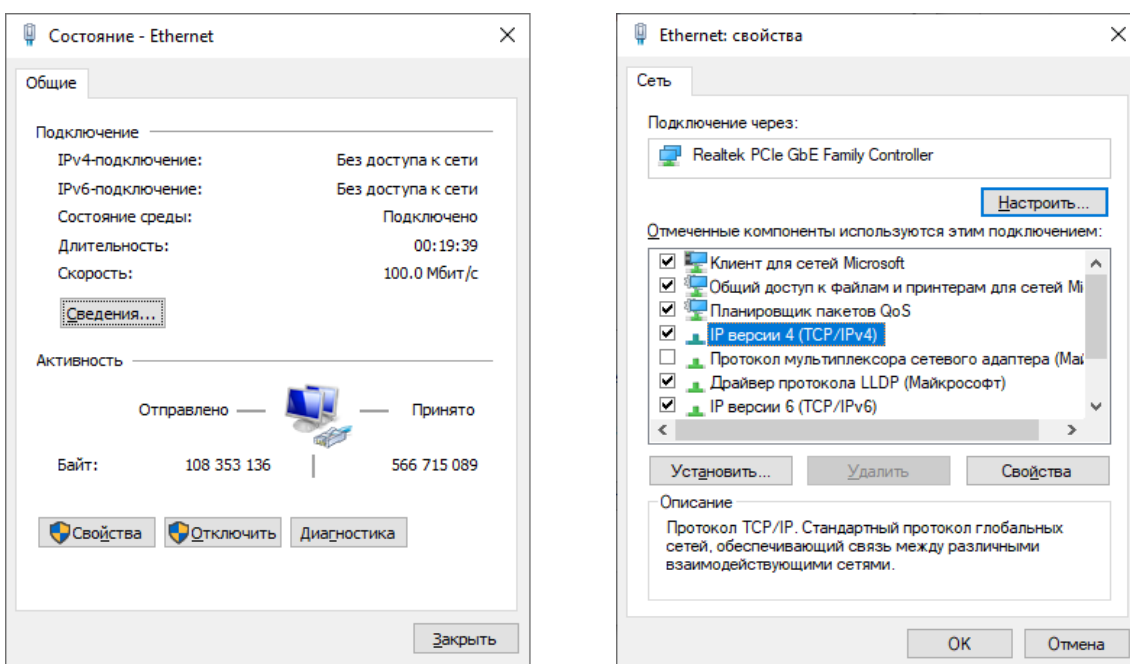 Состояние - Ethernet
Общие
Подключение
IPv4-подключение: Без доступа к сети
IPv6-подключение: Без доступа к сети
Состояние среды: Подключено
Длительность: 00:19:39
Скорость: 100.0 Мбит/с
Сведения...
Активность
Отправлено — — Принято
Байт: 108 353 136 | 566 715 089
Свойства Отключить Диагностика
Закрыть
Ethernet: свойства
Сеть
Подключение через:
Realtek PCIe GbE Family Controller
Настроить...
Отмеченные компоненты используются этим подключением:
Клиент для сетей Microsoft
Общий доступ к файлам и принтерам для сетей Mi
Планировщик пакетов QoS
IP версии 4 (TCP/IPv4)
Протокол мультиплексора сетевого адаптера (Май
Драйвер протокола LLDP (Майкрософт)
IP версии 6 (TCP/IPv6)
Установить... Удалить Свойства
Описание
Протокол TCP/IP. Стандартный протокол глобальных
сетей, обеспечивающий связь между различными
взаимодействующими сетями.
OK Отмена